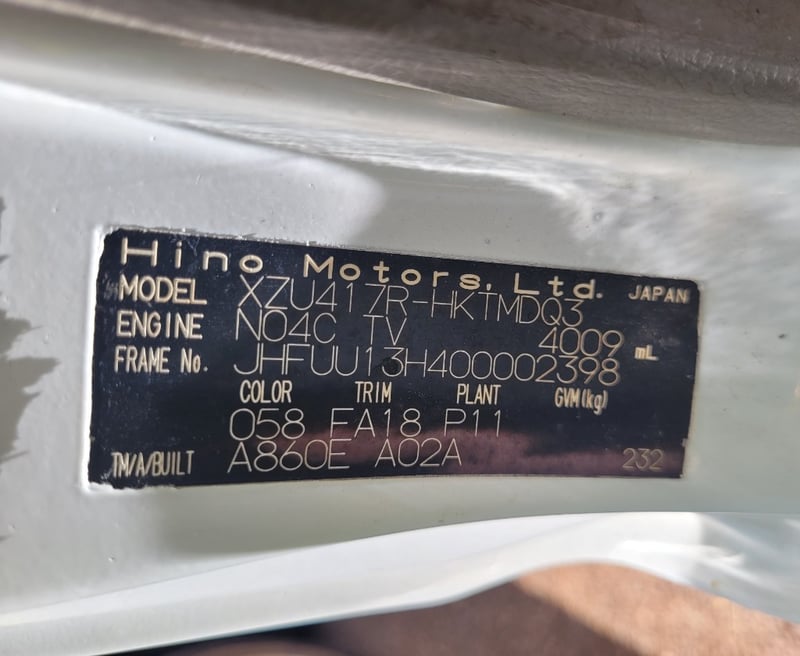 Hino Motors, Ltd. JAPAN
MODEL XZU417R-HKTMDQ3
ENGINE N04C TV 4009 mL
FRAME No. JHFUU13H400002398
COLOR TRIM PLANT GVM(kg)
058 FA18 P11
TM/A/BUILT A860E A02A 232